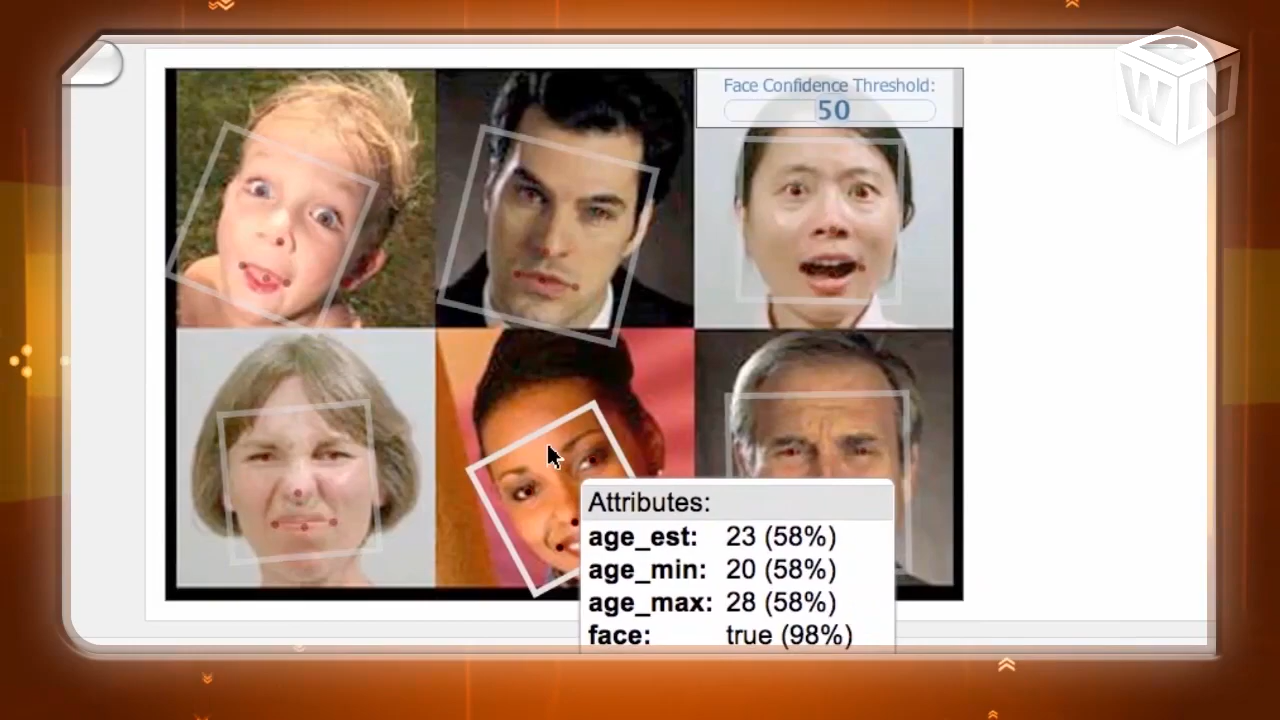 Face Confidence Threshold:
50
Attributes:
age_est: 23 (58%)
age_min: 20 (58%)
age_max: 28 (58%)
face: true (98%)
W N